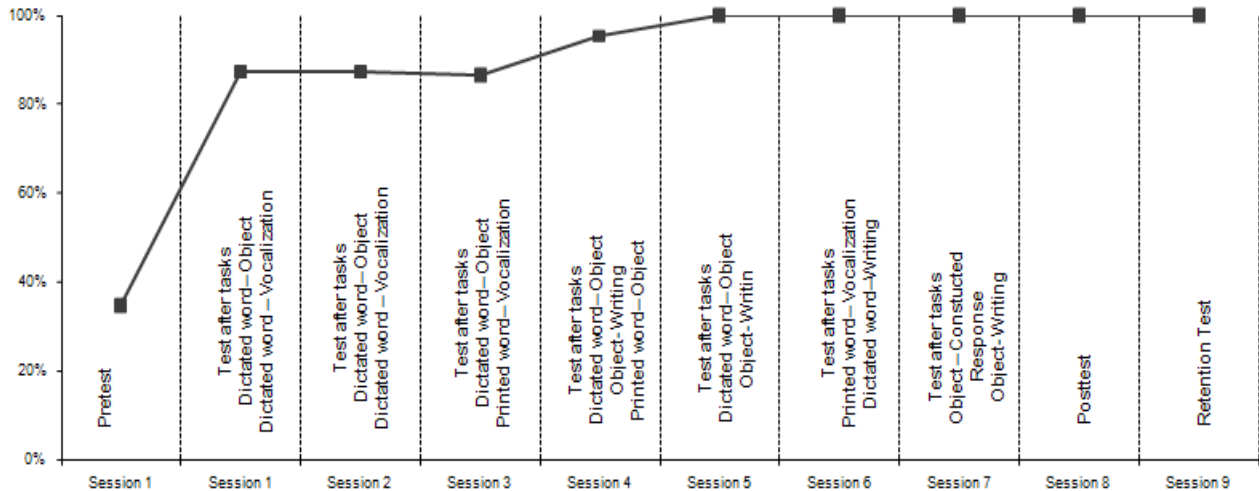 100%
80%
60%
40%
20%
0%
Pretest
Test after tasks
Dictated word–Object
Dictated word – Vocalization
Test after tasks
Dictated word–Object
Dictated word – Vocalization
Test after tasks
Dictated word–Object
Printed word–Vocalization
Test after tasks
Dictated word–Object
Object-Writing
Printed word–Object
Test after tasks
Dictated word–Object
Object-Writin
Test after tasks
Printed word–Vocalization
Dictated word–Writing
Test after tasks
Object–Constucted
Response
Object-Writing
Posttest
Retention Test
Session 1
Session 1
Session 2
Session 3
Session 4
Session 5
Session 6
Session 7
Session 8
Session 9